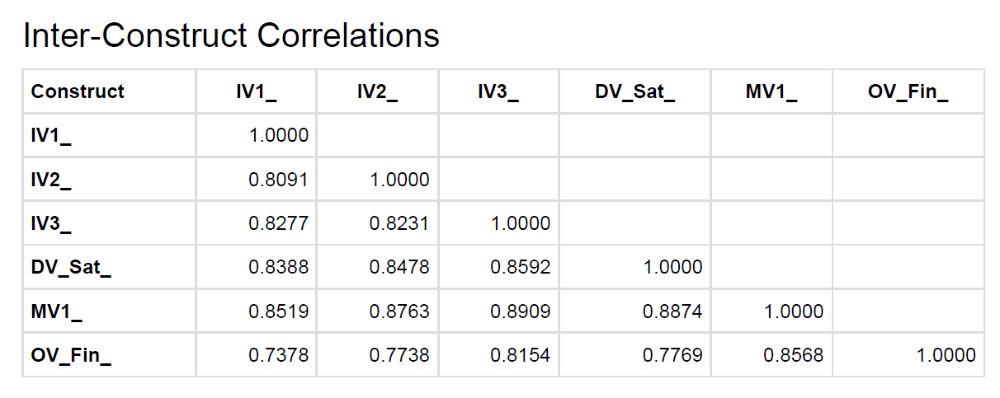 Inter-Construct Correlations
Construct IV1_ IV2_ IV3_ DV_Sat_ MV1_ OV_Fin_
IV1_ 1.0000
IV2_ 0.8091 1.0000
IV3_ 0.8277 0.8231 1.0000
DV_Sat_ 0.8388 0.8478 0.8592 1.0000
MV1_ 0.8519 0.8763 0.8909 0.8874 1.0000
OV_Fin_ 0.7378 0.7738 0.8154 0.7769 0.8568 1.0000